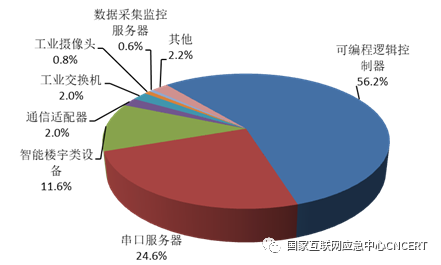 数据采集监控
服务器
0.6%
其他
2.2%
工业摄像头
0.8%
可编程逻辑控
制器
56.2%
工业交换机
2.0%
通信适配器
2.0%
智能楼宇类设
备
11.6%
串口服务器
24.6%
国家互联网应急中心CNCERT